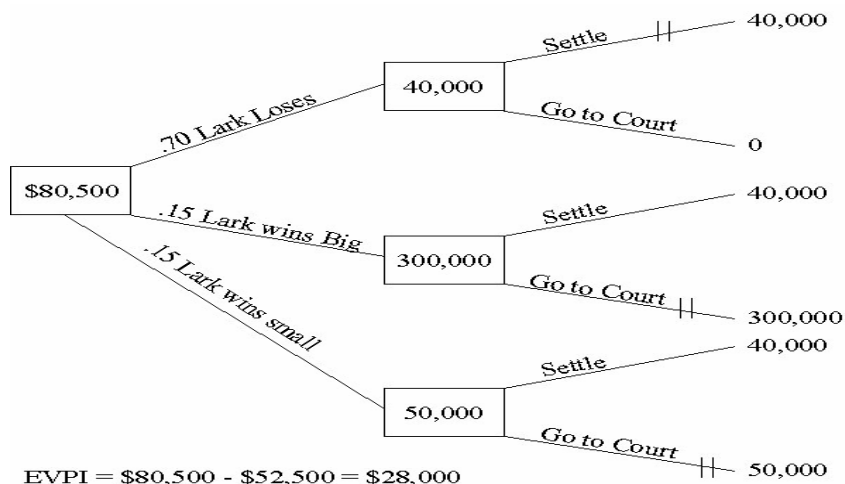 Settle
40,000
40,000
Go to Court
0
.70 Lark Loses
$80,500
Settle
40,000
.15 Lark wins Big
300,000
Go to Court
300,000
.15 Lark wins small
Settle
40,000
50,000
Go to Court
50,000
EVPI = $80,500 - $52,500 = $28,000